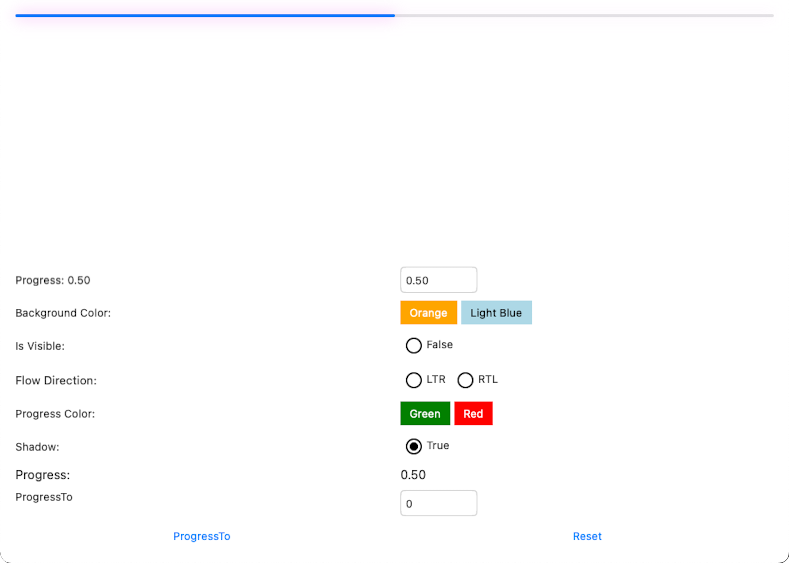 Progress: 0.50 0.50
Background Color: Orange Light Blue
Is Visible: False
Flow Direction: LTR RTL
Progress Color: Green Red
Shadow: True
Progress: 0.50
ProgressTo 0
ProgressTo Reset